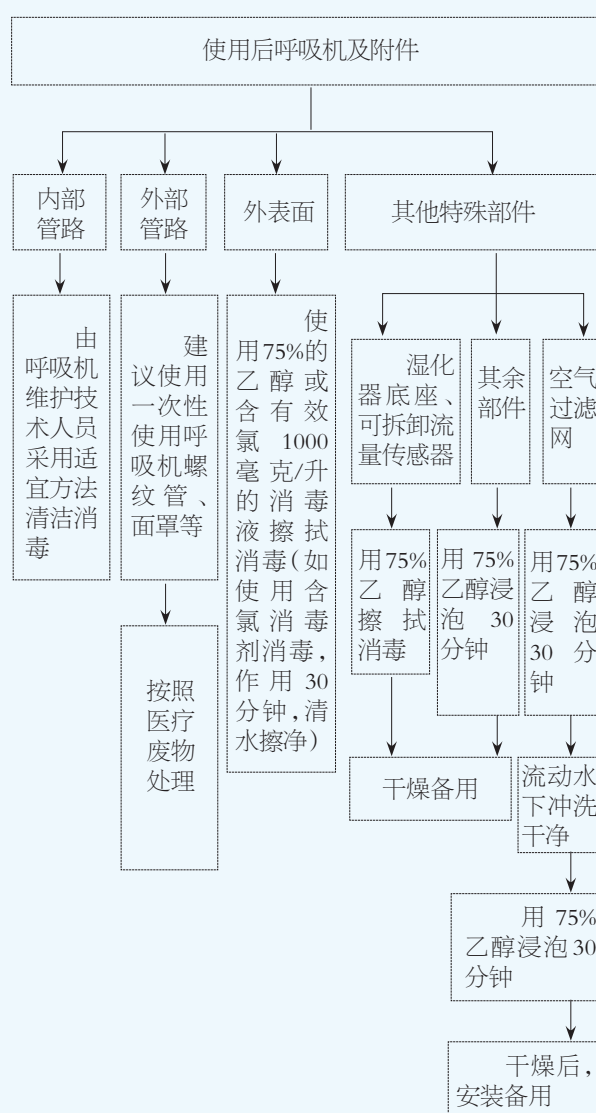 使用后呼吸机及附件
内部
管路
外部
管路
外表面
其他特殊部件
由
呼吸机
维护技
术人员
采用适
宜方法
清洁消
毒
建
议使用
一次性
使用呼
吸机螺
纹管、
面罩等
使
用75%的
乙醇或
含有效
氯 1000
毫克/升
的消毒
液擦拭
消毒(如
使用含
氯消毒
剂消毒,
作用30
分钟,清
水擦净)
湿化
器底座、
可拆卸流
量传感器
其余
部件
空气
过滤
网
用75%
乙醇
擦拭
消毒
用 75%
乙醇浸
泡 30
分钟
用75%
乙醇
浸泡
30 分
钟
按照
医疗
废物
处理
干燥备用
流动水
下冲洗
干净
用 75%
乙醇浸泡30
分钟
干燥后,
安装备用